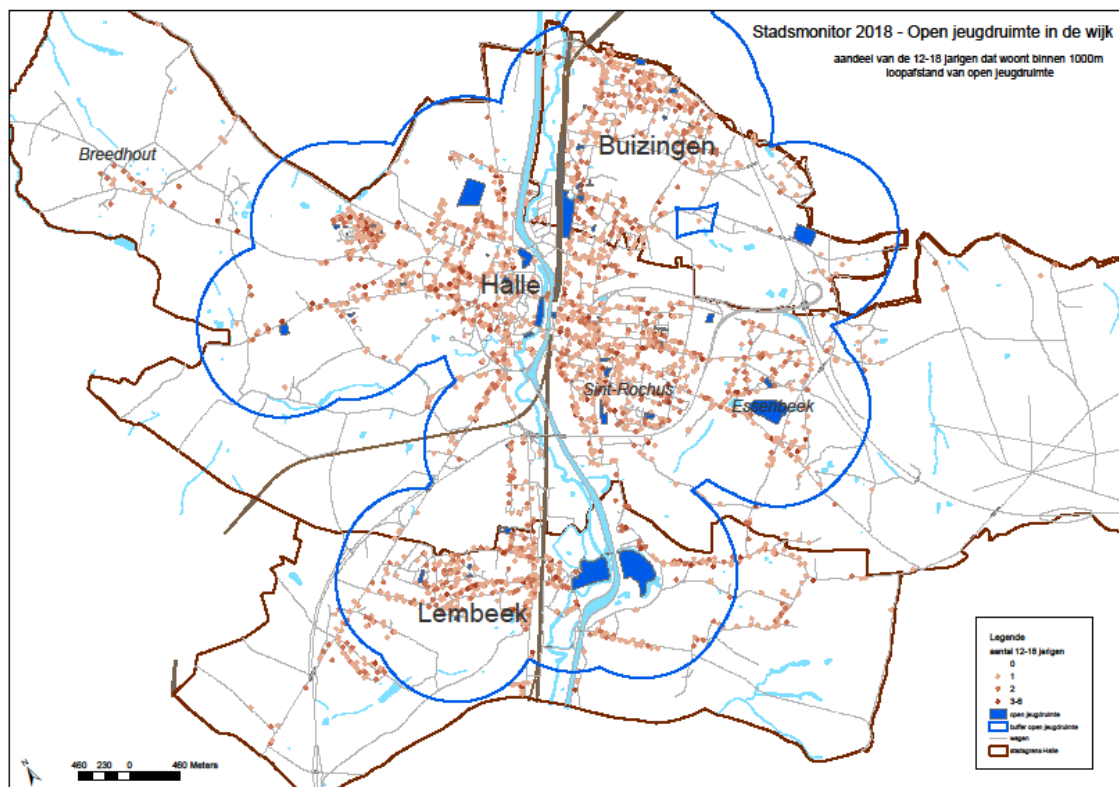 Stadsmonitor 2018 - Open jeugdruimte in de wijk
aandeel van de 12-18 jarigen dat woont binnen 1000m
loopafstand van open jeugdruimte
Buizingen
Breedhout
Halle
Sint-Rochus
Essenbeek
Lembeek
Legende
aantal 12-18 jarigen
0
1
2
3-6
open jeugdruimte
buffer open jeugdruimte
wegen
stadsgrens Halle
460 230 0 460 Meters
N